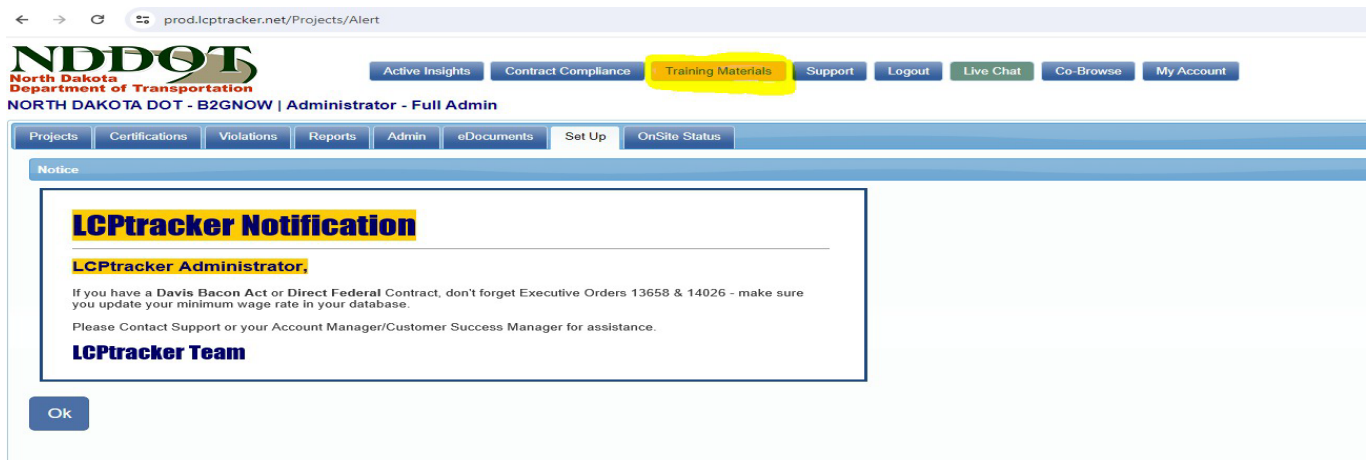 prod.lcptracker.net/Projects/Alert
NDDOT
North Dakota
Department of Transportation
Active Insights Contract Compliance Training Materials Support Logout Live Chat Co-Browse My Account
NORTH DAKOTA DOT - B2GNOW | Administrator - Full Admin
Projects Certifications Violations Reports Admin eDocuments Set Up OnSite Status
Notice
LCPtracker Notification
LCPtracker Administrator,
If you have a Davis Bacon Act or Direct Federal Contract, don't forget Executive Orders 13658 & 14026 - make sure
you update your minimum wage rate in your database.
Please Contact Support or your Account Manager/Customer Success Manager for assistance.
LCPtracker Team
Ok